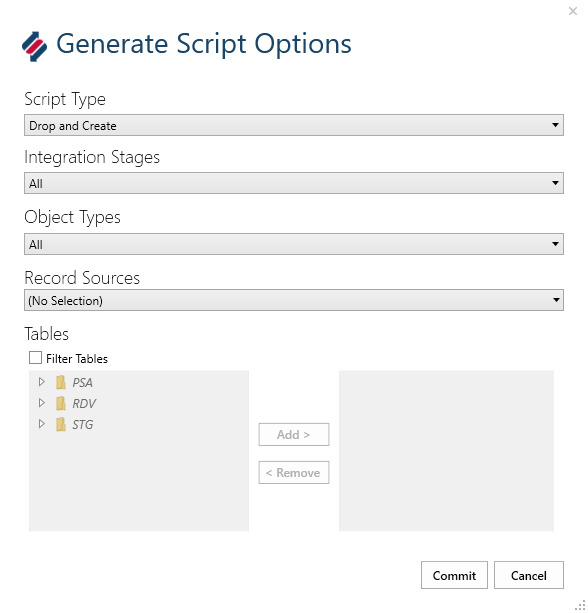 Generate Script Options
Script Type
Drop and Create
Integration Stages
All
Object Types
All
Record Sources
(No Selection)
Tables
Filter Tables
PSA
RDV
STG
Add >
< Remove
Commit Cancel